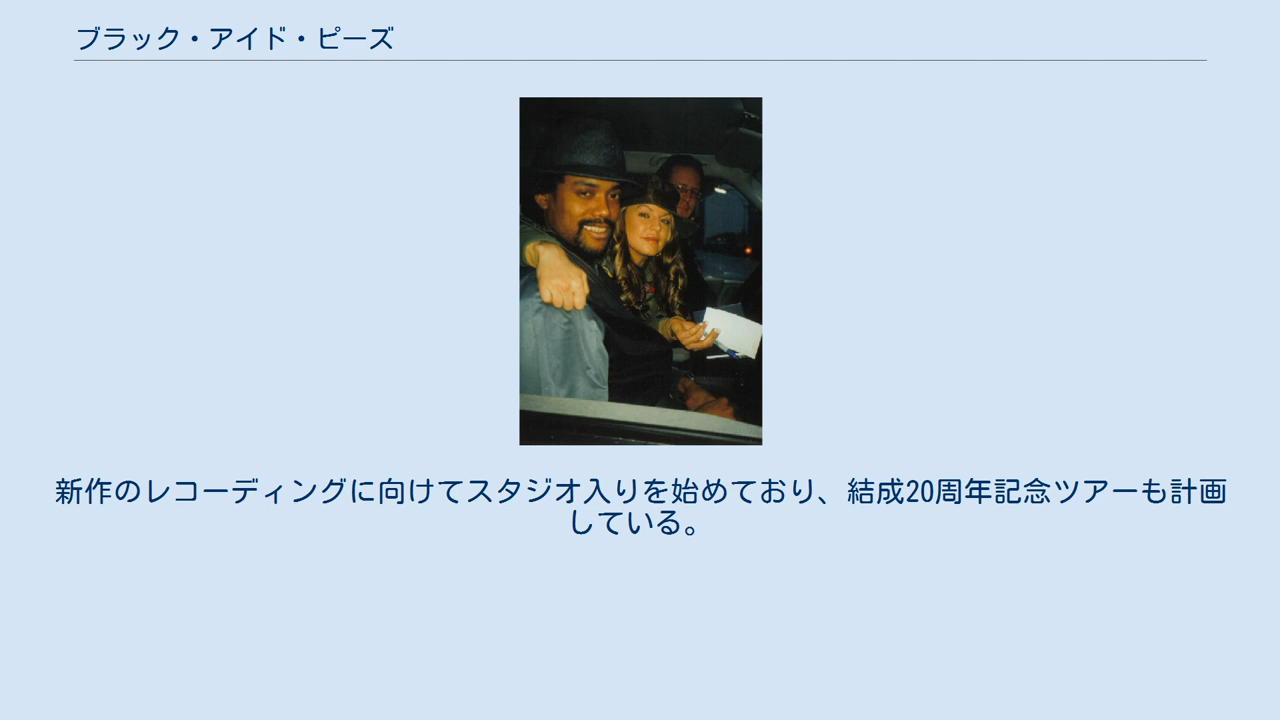 ブラック・アイド・ピーズ
新作のレコーディングに向けてスタジオ入りを始めており、結成20周年記念ツアーも計画
している。